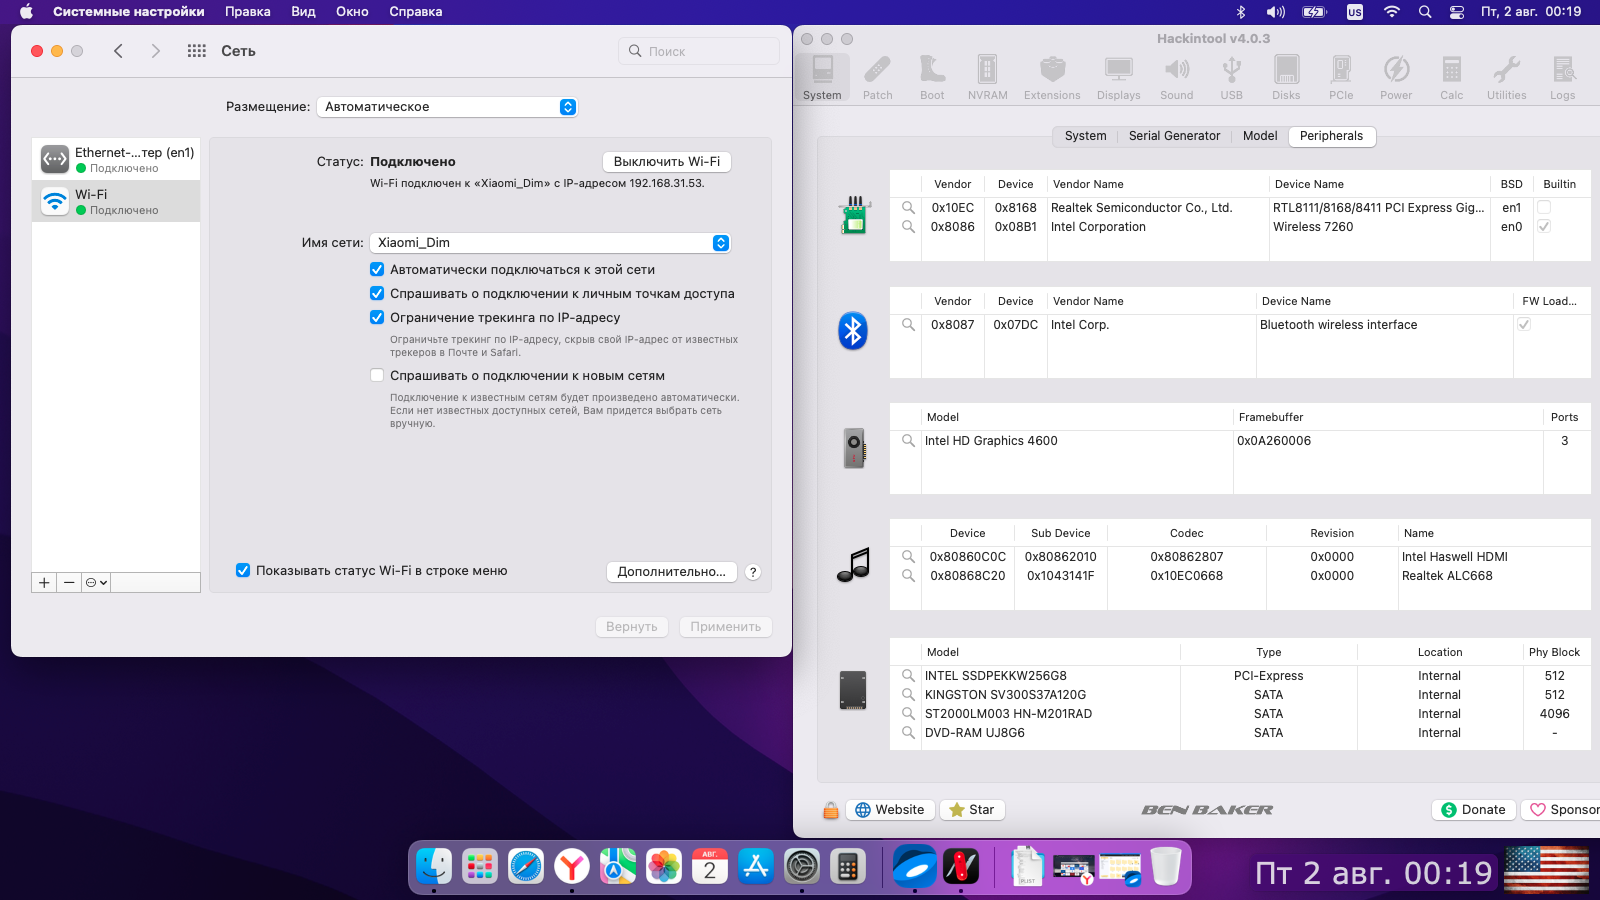 Системные настройки Правка Вид Окно Справка
US Пт, 2 авг. 00:19
Сеть
Поиск
Размещение: Автоматическое
Ethernet-...тер (en1)
Подключено
Wi-Fi
Подключено
Статус: Подключено
Выключить Wi-Fi
Wi-Fi подключен к «Xiaomi_Dim» с IP-адресом 192.168.31.53.
Имя сети: Xiaomi_Dim
Автоматически подключаться к этой сети
Спрашивать о подключении к личным точкам доступа
Ограничение трекинга по IP-адресу
Ограничьте трекинг по IP-адресу, скрыв свой IP-адрес от известных
трекеров в Почте и Safari.
Спрашивать о подключении к новым сетям
Подключение к известным сетям будет произведено автоматически.
Если нет известных доступных сетей, Вам придется выбрать сеть
вручную.
Показывать статус Wi-Fi в строке меню
Дополнительно... ?
Вернуть Применить
Hackintool v4.0.3
System Patch Boot NVRAM Extensions Displays Sound USB Disks PCIe Power Calc Utilities Logs
System Serial Generator Model Peripherals
Vendor Device Vendor Name Device Name BSD Builtin
0x10EC 0x8168 Realtek Semiconductor Co., Ltd. RTL8111/8168/8411 PCI Express Gig... en1
0x8086 0x08B1 Intel Corporation Wireless 7260 en0
Vendor Device Vendor Name Device Name FW Load...
0x8087 0x07DC Intel Corp. Bluetooth wireless interface
Model Framebuffer Ports
Intel HD Graphics 4600 0x0A260006 3
Device Sub Device Codec Revision Name
0x80860C0C 0x80862010 0x80862807 0x0000 Intel Haswell HDMI
0x80868C20 0x1043141F 0x10EC0668 0x0000 Realtek ALC668
Model Type Location Phy Block
INTEL SSDPEKKW256G8 PCI-Express Internal 512
KINGSTON SV300S37A120G SATA Internal 512
ST2000LM003 HN-M201RAD SATA Internal 4096
DVD-RAM UJ8G6 SATA Internal -
Website Star BEN BAKER Donate Sponsor
АВГ.
2
PLIST
Пт 2 авг. 00:19